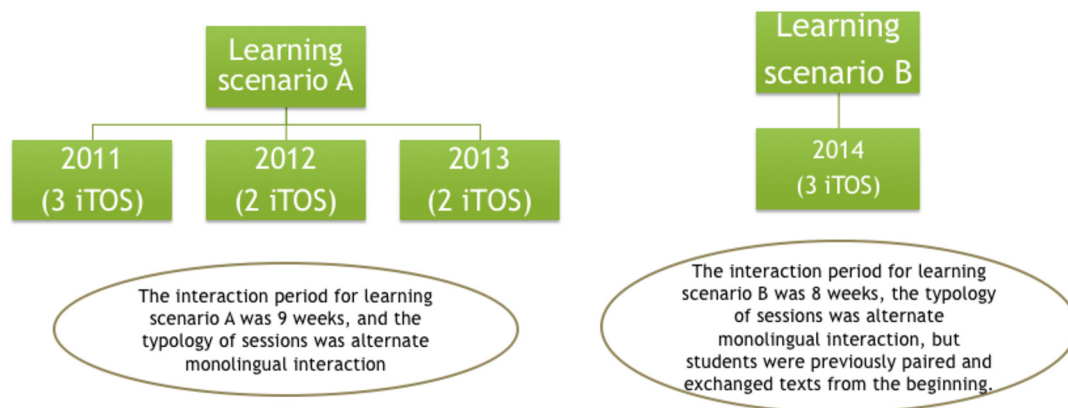 Learning
scenario A
2011
(3 iTOS)
2012
(2 iTOS)
2013
(2 iTOS)
The interaction period for learning
scenario A was 9 weeks, and the
typology of sessions was alternate
monolingual interaction
Learning
scenario B
2014
(3 iTOS)
The interaction period for learning
scenario B was 8 weeks, the typology
of sessions was alternate
monolingual interaction, but
students were previously paired and
exchanged texts from the beginning.